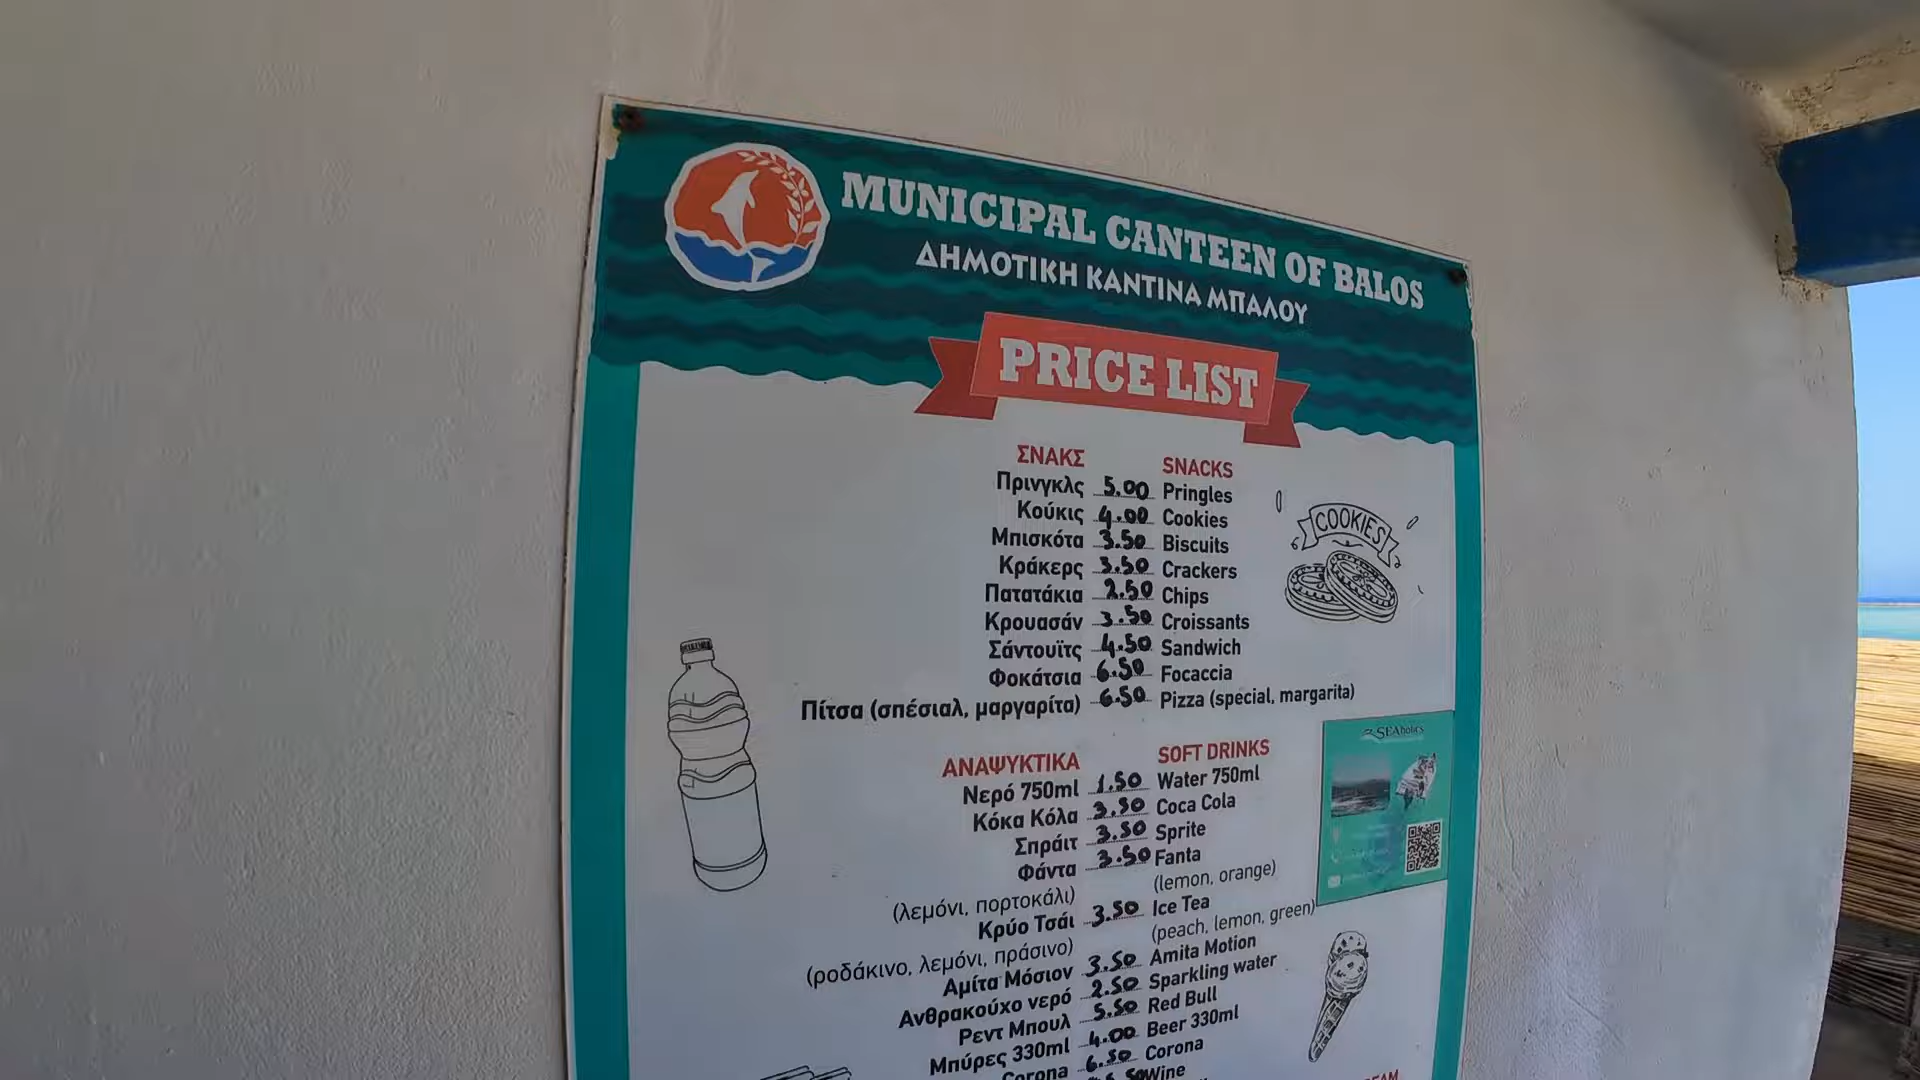 MUNICIPAL CANTEEN OF BALOS
ΔΗΜΟΤΙΚΗ ΚΑΝΤΙΝΑ ΜΠΑΛΟΥ
PRICE LIST
ΣΝΑΚΣ SNACKS
Πρινγκλς 5.00 Pringles
Κούκις 4.00 Cookies
Μπισκότα 3.50 Biscuits
Κράκερς 3.50 Crackers
Πατατάκια 2.50 Chips
Κρουασάν 3.50 Croissants
Σάντουϊτς 4.50 Sandwich
Φοκάτσια 6.50 Focaccia
Πίτσα (σπέσιαλ, μαργαρίτα) 6.50 Pizza (special, margarita)
COOKIES
ΑΝΑΨΥΚΤΙΚΑ SOFT DRINKS
Νερό 750ml 1.50 Water 750ml
Κόκα Κόλα 3.50 Coca Cola
Σπράιτ 3.50 Sprite
Φάντα 3.50 Fanta
(λεμόνι, πορτοκάλι) (lemon, orange)
Κρύο Τσάι 3.50 Ice Tea
(ροδάκινο, λεμόνι, πράσινο) (peach, lemon, green)
Αμίτα Μόσιον 3.50 Amita Motion
Ανθρακούχο νερό 2.50 Sparkling water
Ρεντ Μπουλ 5.50 Red Bull
Μπύρες 330ml 4.00 Beer 330ml
Corona 6.50 Corona
Wine
SEAholics